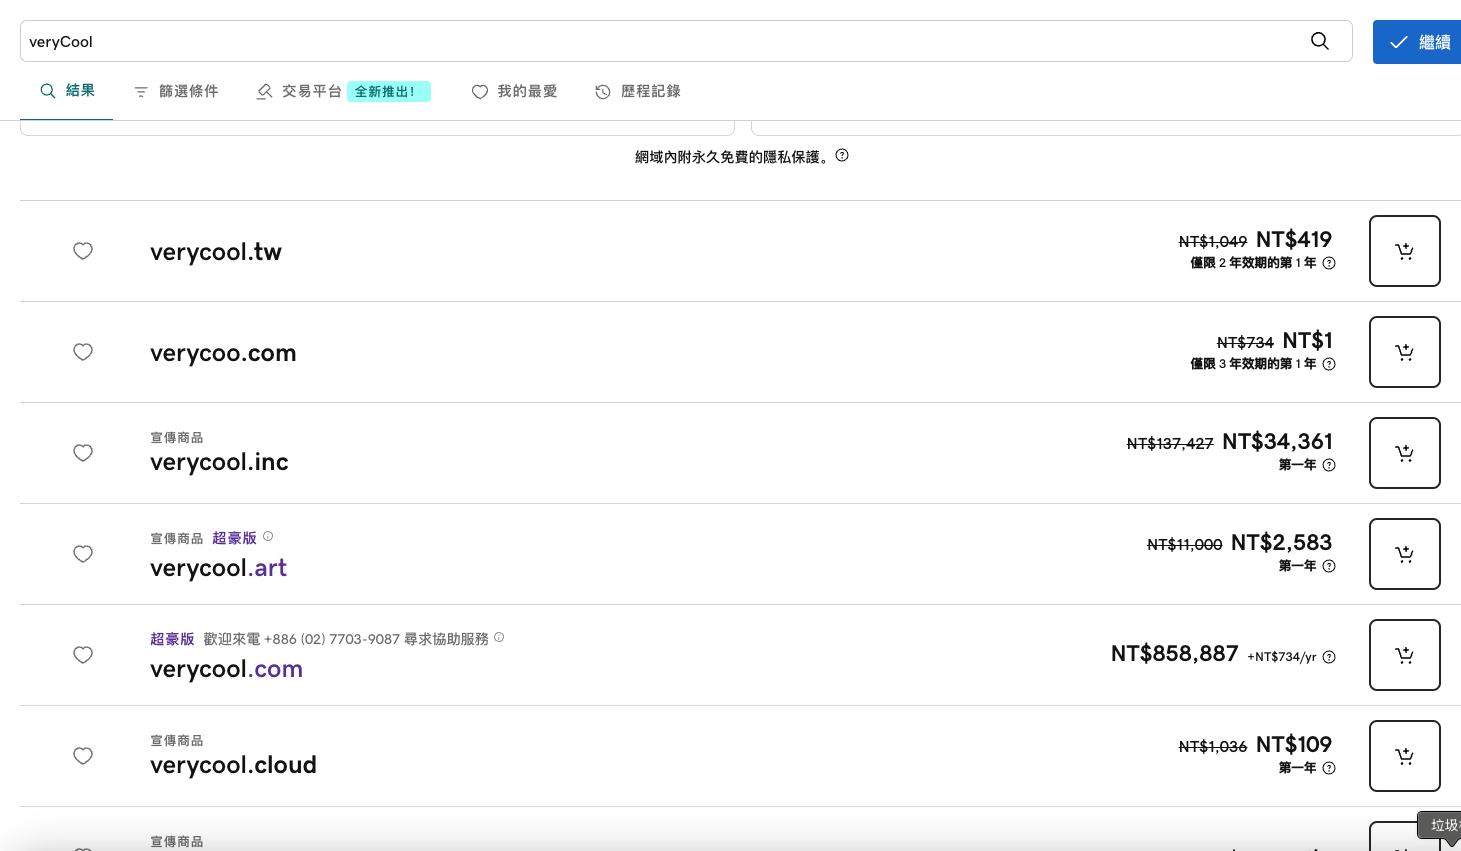 veryCool
繼續
結果
篩選條件
交易平台 全新推出!
我的最愛
歷程記錄
網域內附永久免費的隱私保護。
verycool.tw
NT$1,049 NT$419
僅限 2 年效期的第 1 年
verycoo.com
NT$734 NT$1
僅限 3 年效期的第 1 年
宣傳商品
verycool.inc
NT$137,427 NT$34,361
第一年
宣傳商品 超豪版
verycool.art
NT$11,000 NT$2,583
第一年
超豪版 歡迎來電 +886 (02) 7703-9087 尋求協助服務
verycool.com
NT$858,887 +NT$734/yr
宣傳商品
verycool.cloud
NT$1,036 NT$109
第一年
宣傳商品
垃圾